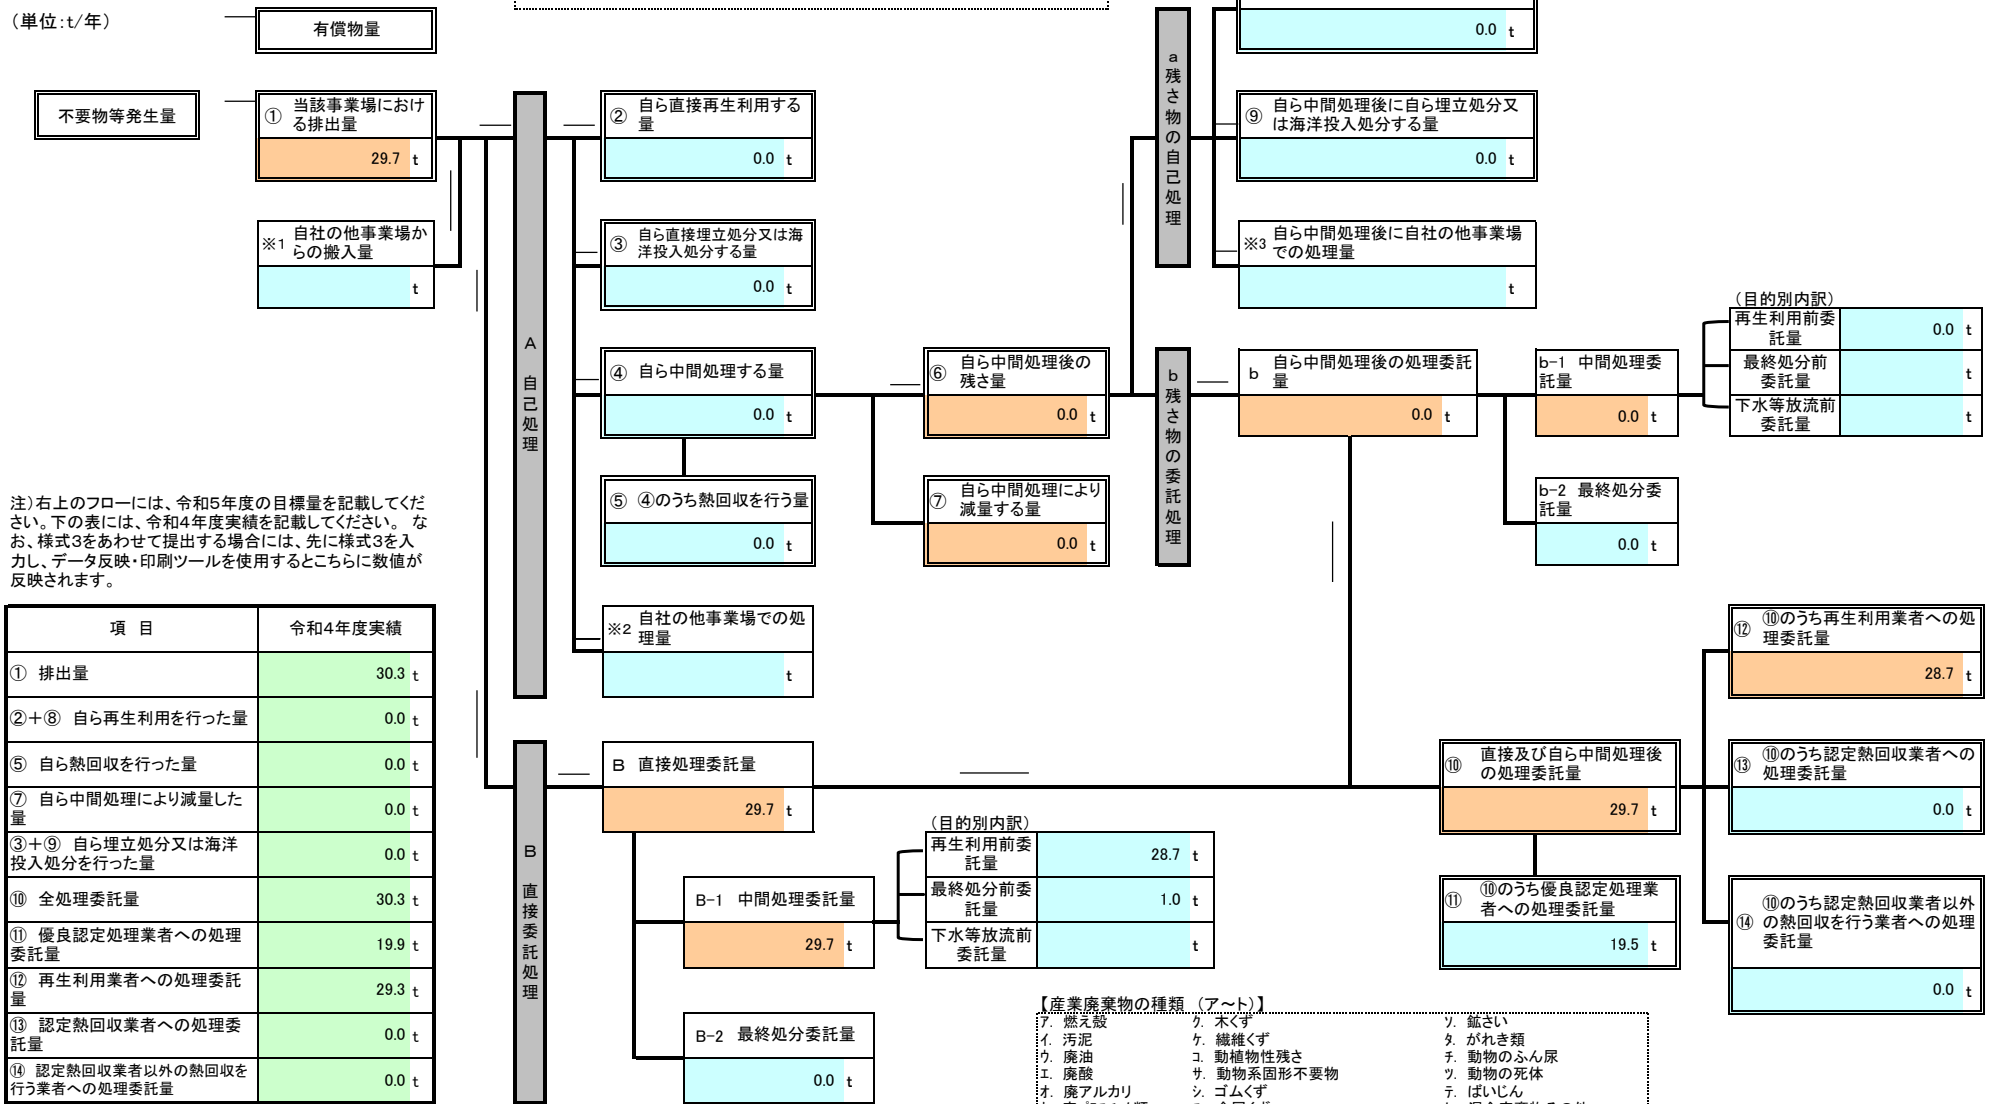 (単位:t/年)
有償物量
0.0 t
不要物等発生量
① 当該事業場におけ
る排出量
29.7 t
※1 自社の他事業場か
らの搬入量
t
A 自己処理
② 自ら直接再生利用する
量
0.0 t
③ 自ら直接埋立処分又は海
洋投入処分する量
0.0 t
④ 自ら中間処理する量
0.0 t
⑤ ④のうち熱回収を行う量
0.0 t
※2 自社の他事業場での処
理量
t
⑥ 自ら中間処理後の
残さ量
0.0 t
⑦ 自ら中間処理により
減量する量
0.0 t
a 残さ物の自己処理
⑨ 自ら中間処理後に自ら埋立処分又
は海洋投入処分する量
0.0 t
※3 自ら中間処理後に自社の他事業場
での処理量
t
b 残さ物の委託処理
b 自ら中間処理後の処理委託
量
0.0 t
b-1 中間処理委
託量
0.0 t
b-2 最終処分委
託量
0.0 t
(目的別内訳)
再生利用前委
託量
0.0 t
最終処分前
委託量
t
下水等放流前
委託量
t
注)右上のフローには、令和5年度の目標量を記載してくだ
さい。下の表には、令和4年度実績を記載してください。 な
お、様式3をあわせて提出する場合には、先に様式3を入
力し、データ反映・印刷ツールを使用するとこちらに数値が
反映されます。
項 目 令和4年度実績
① 排出量 30.3 t
②+⑧ 自ら再生利用を行った量 0.0 t
⑤ 自ら熱回収を行った量 0.0 t
⑦ 自ら中間処理により減量した
量 0.0 t
③+⑨ 自ら埋立処分又は海洋
投入処分を行った量 0.0 t
⑩ 全処理委託量 30.3 t
⑪ 優良認定処理業者への処理
委託量 19.9 t
⑫ 再生利用業者への処理委託
量 29.3 t
⑬ 認定熱回収業者への処理委
託量 0.0 t
⑭ 認定熱回収業者以外の熱回収を
行う業者への処理委託量 0.0 t
B 直接委託処理
B 直接処理委託量
29.7 t
B-1 中間処理委託量
29.7 t
B-2 最終処分委託量
0.0 t
(目的別内訳)
再生利用前委
託量
28.7 t
最終処分前委
託量
1.0 t
下水等放流前
委託量
t
⑩ 直接及び自ら中間処理後
の処理委託量
29.7 t
⑪ ⑩のうち優良認定処理業
者への処理委託量
19.5 t
⑫ ⑩のうち再生利用業者への処
理委託量
28.7 t
⑬ ⑩のうち認定熱回収業者への
処理委託量
0.0 t
⑭ ⑩のうち認定熱回収業者以外
の熱回収を行う業者への処理
委託量
0.0 t
【産業廃棄物の種類 (ア~ト)】
ア. 燃え殻 ク. 木くず ソ. 鉱さい
イ. 汚泥 ケ. 繊維くず タ. がれき類
ウ. 廃油 コ. 動植物性残さ チ. 動物のふん尿
エ. 廃酸 サ. 動物系固形不要物 ツ. 動物の死体
オ. 廃アルカリ シ. ゴムくず テ. ばいじん